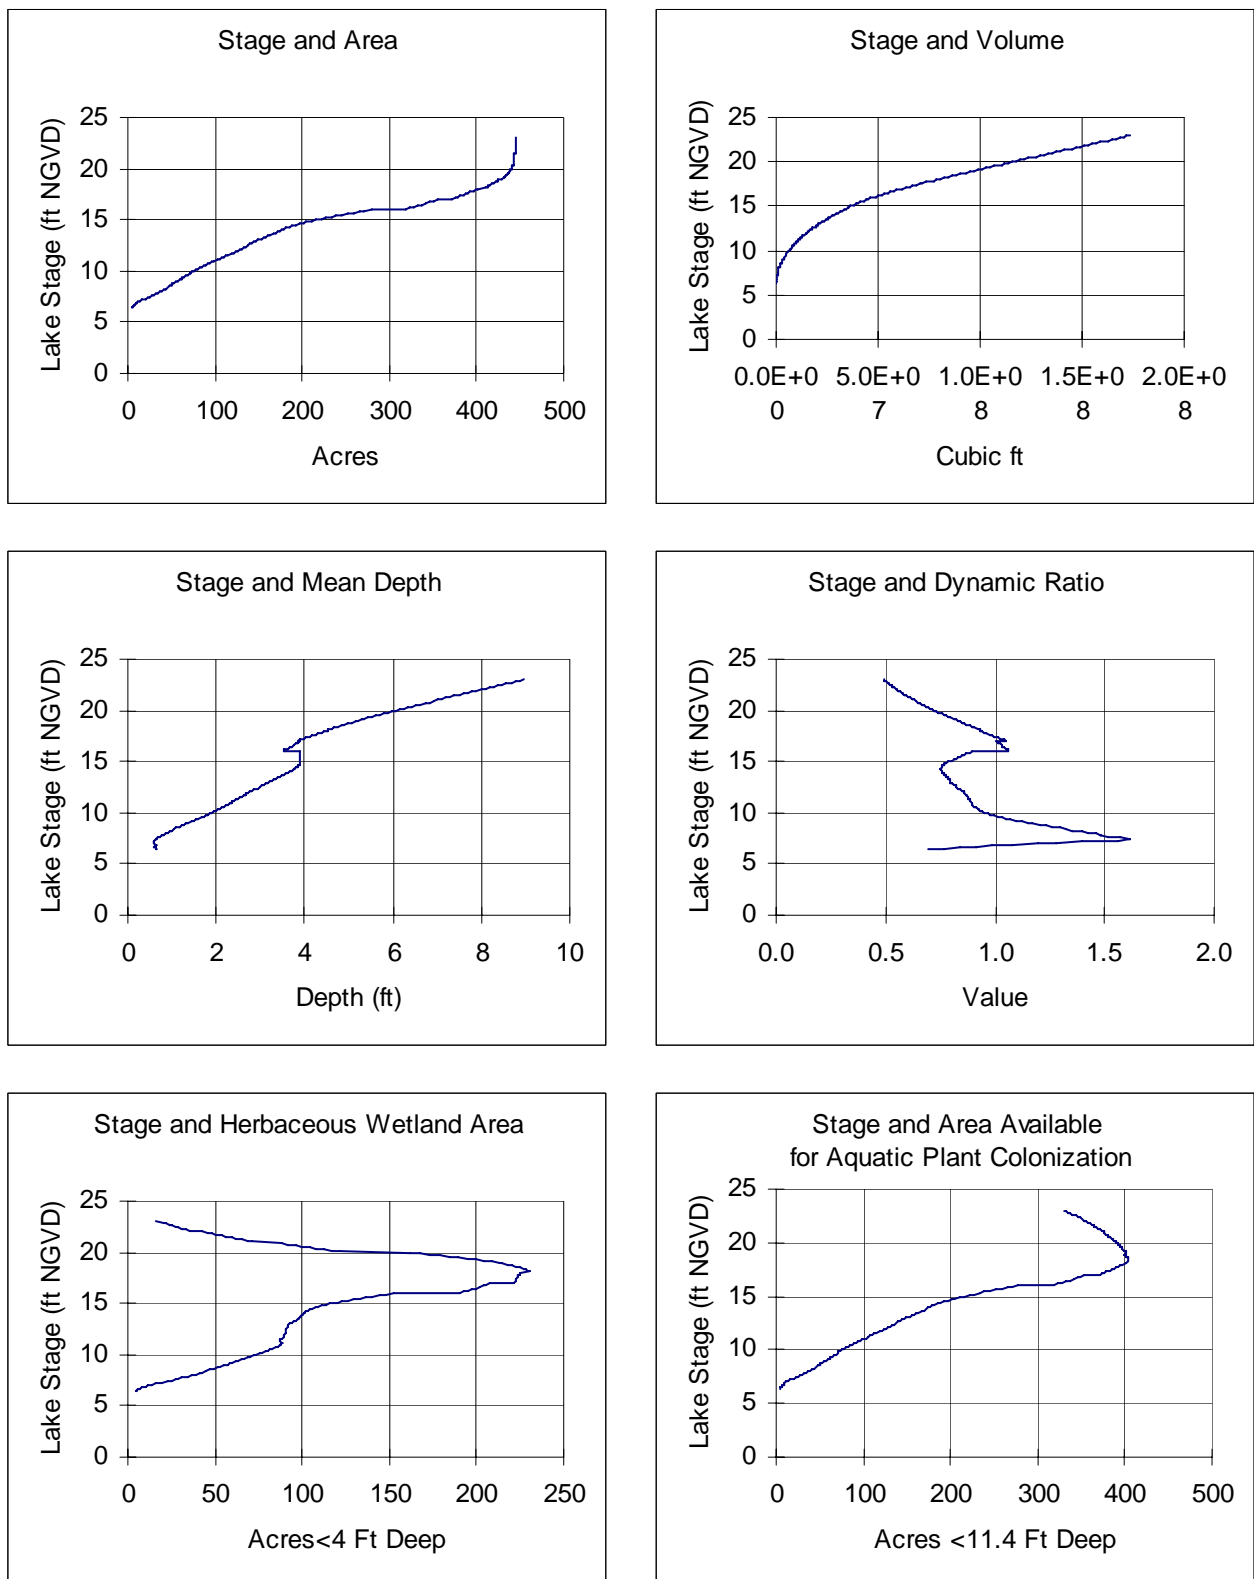 Stage and Area
Lake Stage (ft NGVD)
25
20
15
10
5
0
0 100 200 300 400 500
Acres
Stage and Volume
Lake Stage (ft NGVD)
25
20
15
10
5
0
0.0E+0 5.0E+0 1.0E+0 1.5E+0 2.0E+0
0 7 8 8 8
Cubic ft
Stage and Mean Depth
Lake Stage (ft NGVD)
25
20
15
10
5
0
0 2 4 6 8 10
Depth (ft)
Stage and Dynamic Ratio
Lake Stage (ft NGVD)
25
20
15
10
5
0
0.0 0.5 1.0 1.5 2.0
Value
Stage and Herbaceous Wetland Area
Lake Stage (ft NGVD)
25
20
15
10
5
0
0 50 100 150 200 250
Acres<4 Ft Deep
Stage and Area Available
for Aquatic Plant Colonization
Lake Stage (ft NGVD)
25
20
15
10
5
0
0 100 200 300 400 500
Acres <11.4 Ft Deep